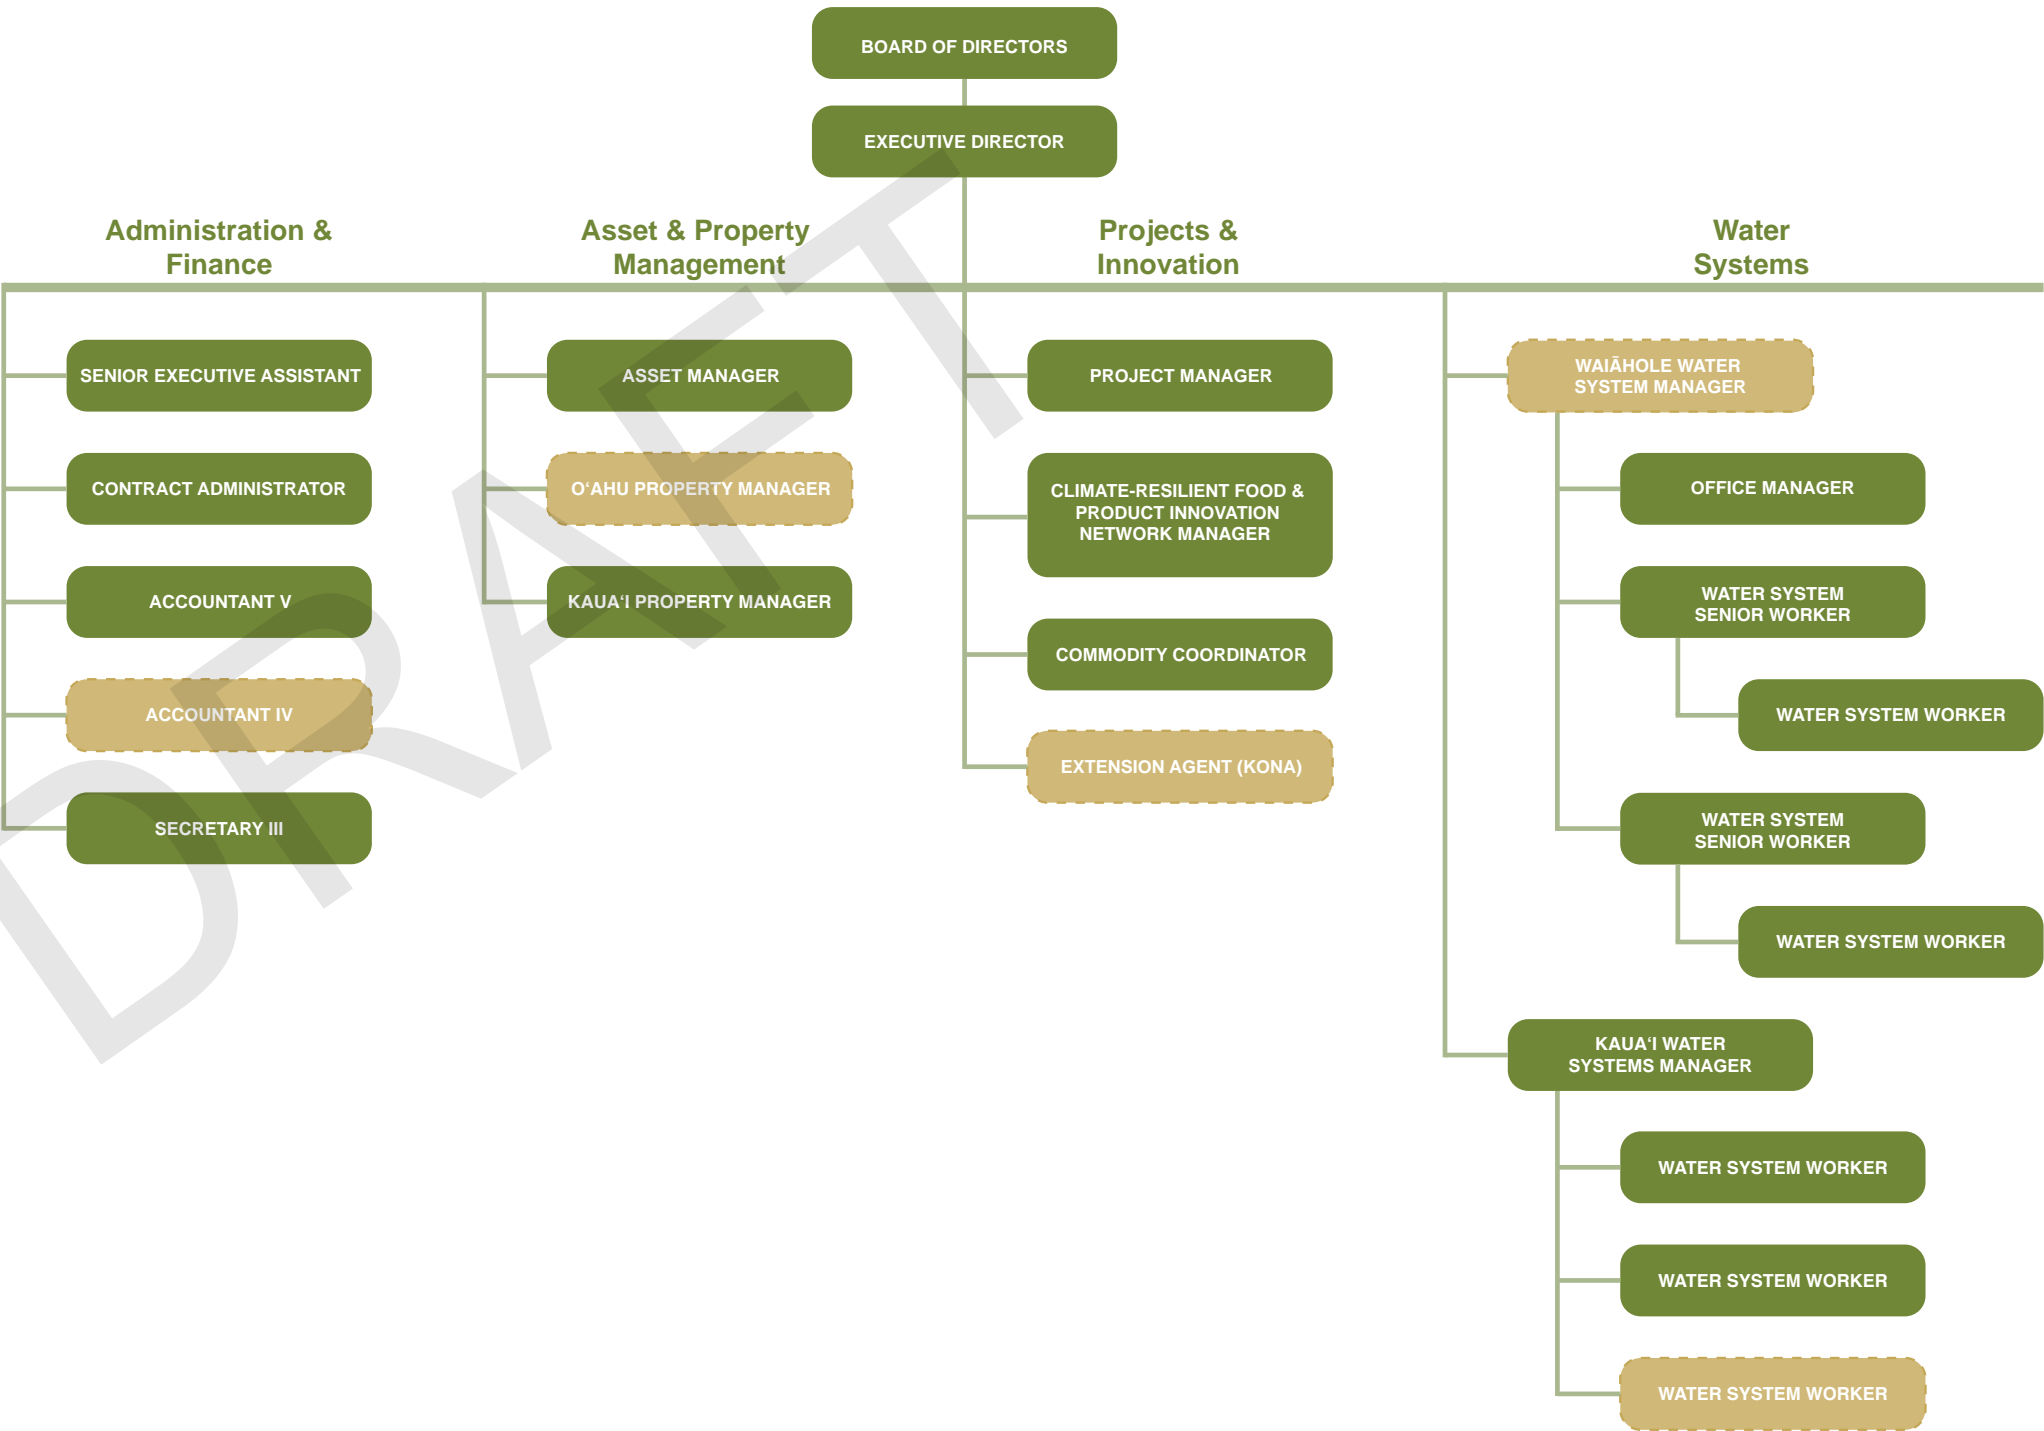 BOARD OF DIRECTORS
EXECUTIVE DIRECTOR
Administration &
Finance
SENIOR EXECUTIVE ASSISTANT
CONTRACT ADMINISTRATOR
ACCOUNTANT V
ACCOUNTANT IV
SECRETARY III
Asset & Property
Management
ASSET MANAGER
OʻAHU PROPERTY MANAGER
KAUAʻI PROPERTY MANAGER
Projects &
Innovation
PROJECT MANAGER
CLIMATE-RESILIENT FOOD &
PRODUCT INNOVATION
NETWORK MANAGER
COMMODITY COORDINATOR
EXTENSION AGENT (KONA)
Water
Systems
WAIĀHOLE WATER
SYSTEM MANAGER
OFFICE MANAGER
WATER SYSTEM
SENIOR WORKER
WATER SYSTEM WORKER
WATER SYSTEM
SENIOR WORKER
WATER SYSTEM WORKER
KAUAʻI WATER
SYSTEMS MANAGER
WATER SYSTEM WORKER
WATER SYSTEM WORKER
WATER SYSTEM WORKER
DRAFT